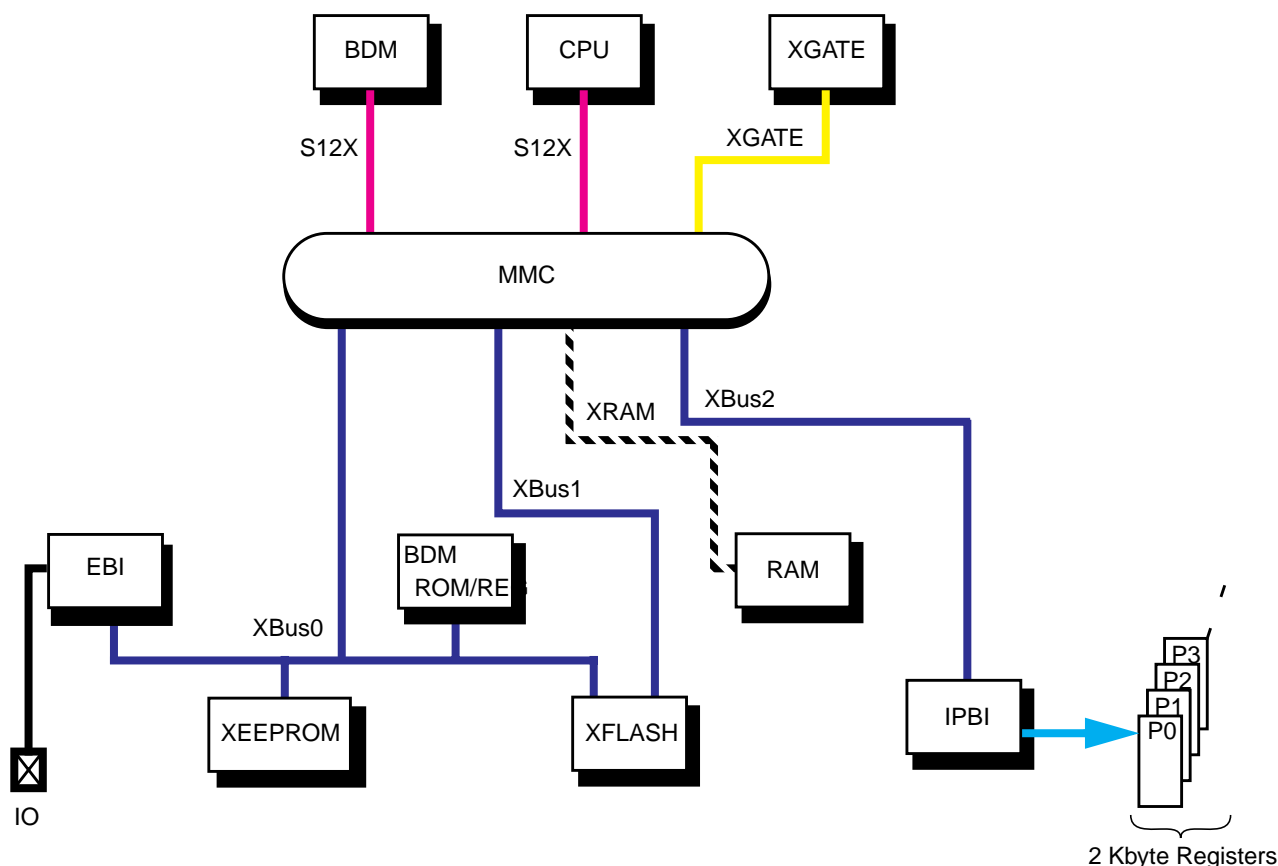 BDM
CPU
XGATE
S12X
S12X
XGATE
MMC
XRAM
XBus2
XBus1
EBI
BDM
ROM/REG
RAM
XBus0
P3
P2
P1
P0
XEEPROM
XFLASH
IPBI
IO
2 Kbyte Registers